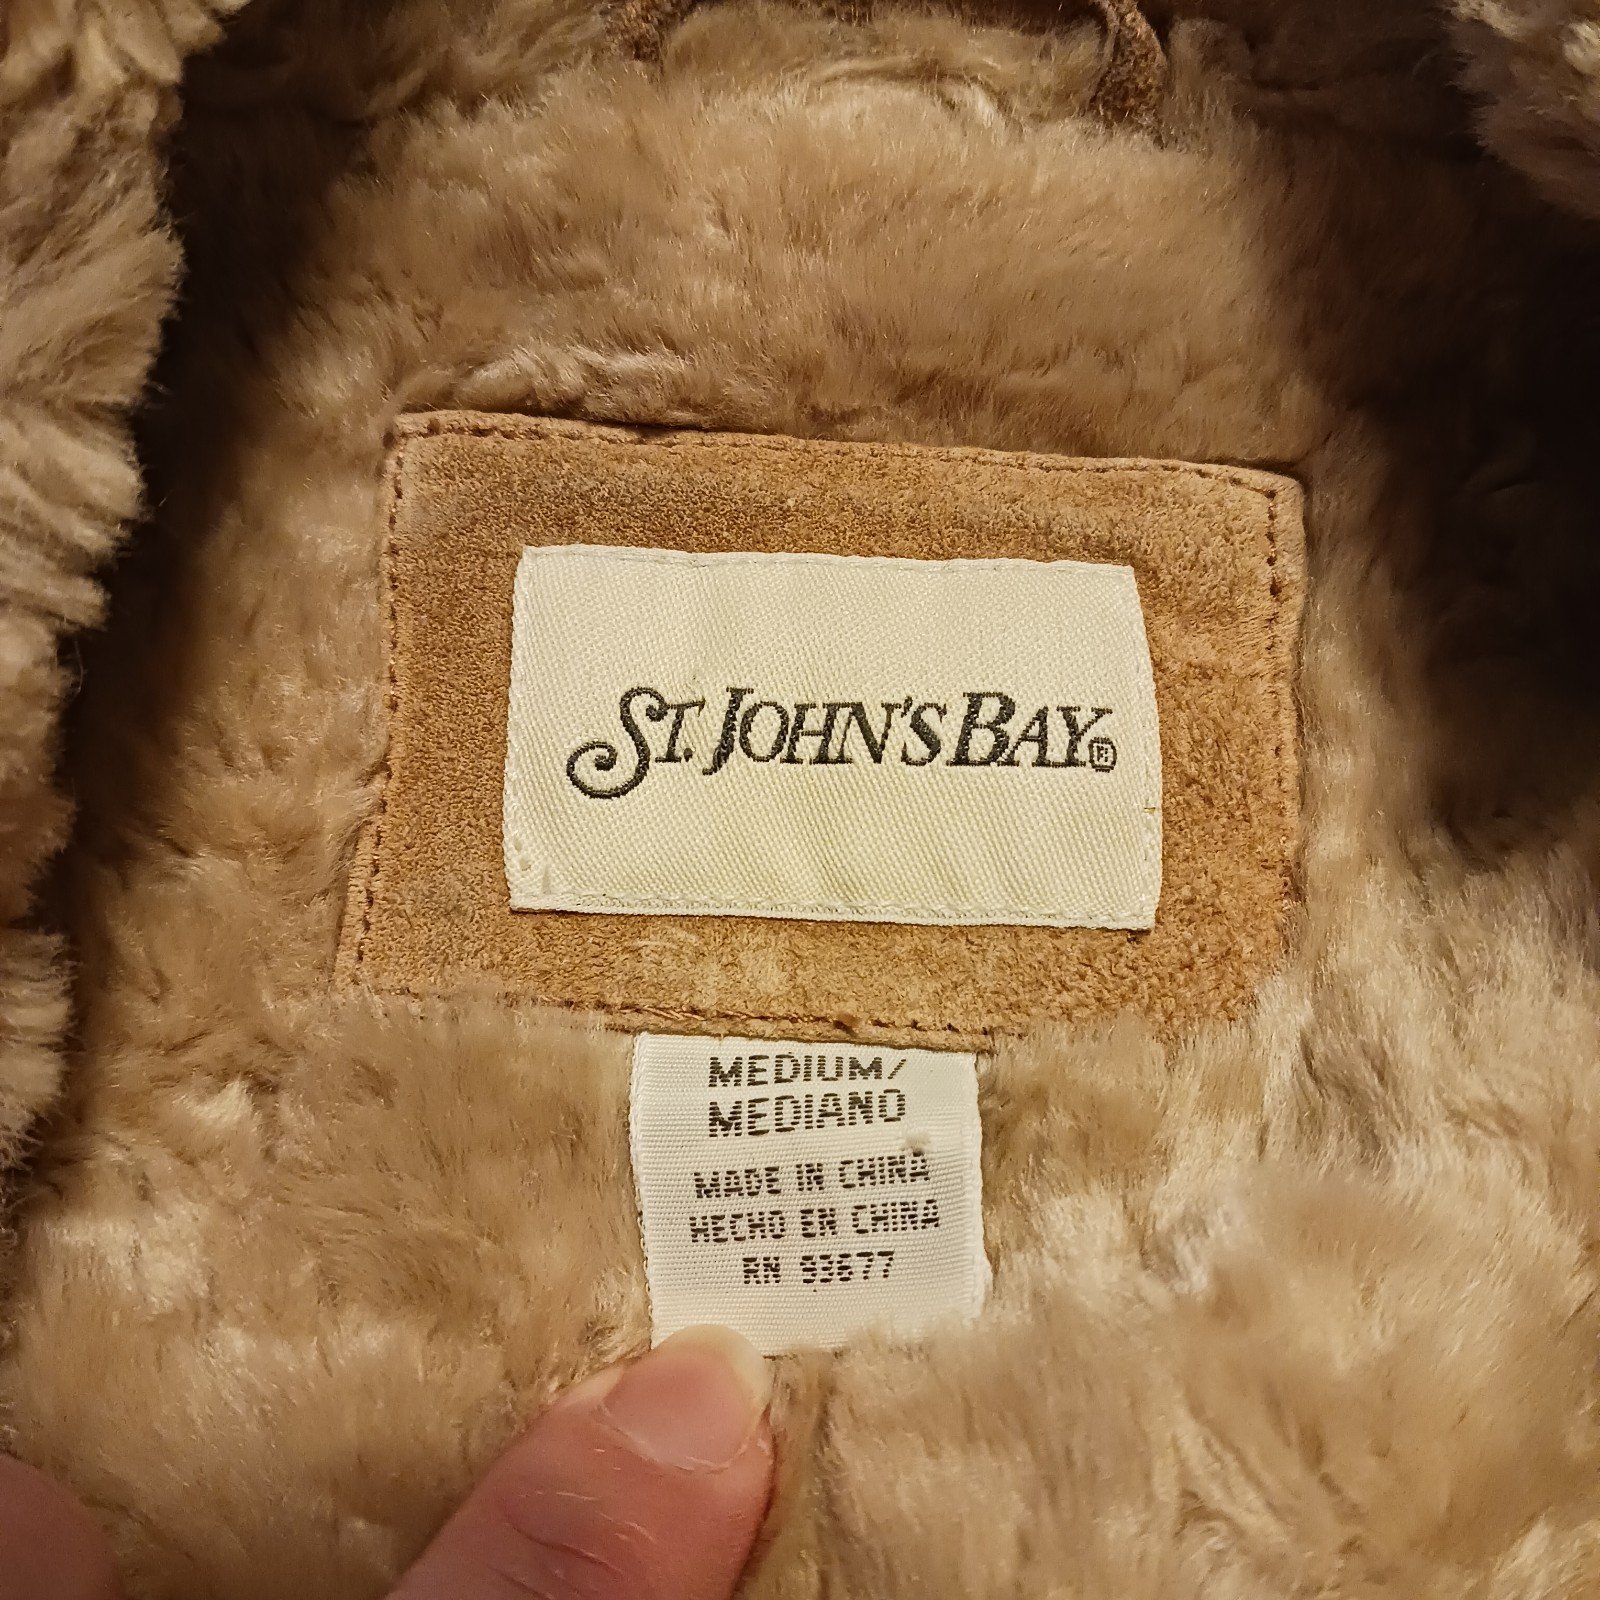 ST. JOHN'S BAY®
MEDIUM/
MEDIANO
MADE IN CHINA
HECHO EN CHINA
RN 93677